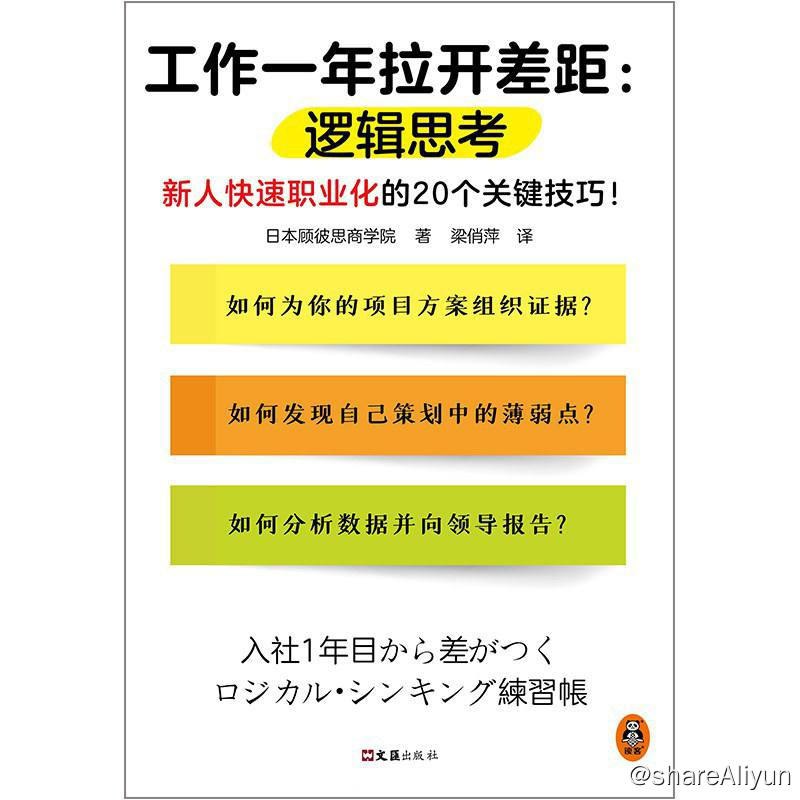 工作一年拉开差距：
逻辑思考
新人快速职业化的20个关键技巧！
日本顾彼思商学院 著 梁俏萍 译
如何为你的项目方案组织证据？
如何发现自己策划中的薄弱点？
如何分析数据并向领导报告？
入社1年目から差がつく
ロジカル・シンキング練習帳
文匯出版社
读客
@shareAliyun